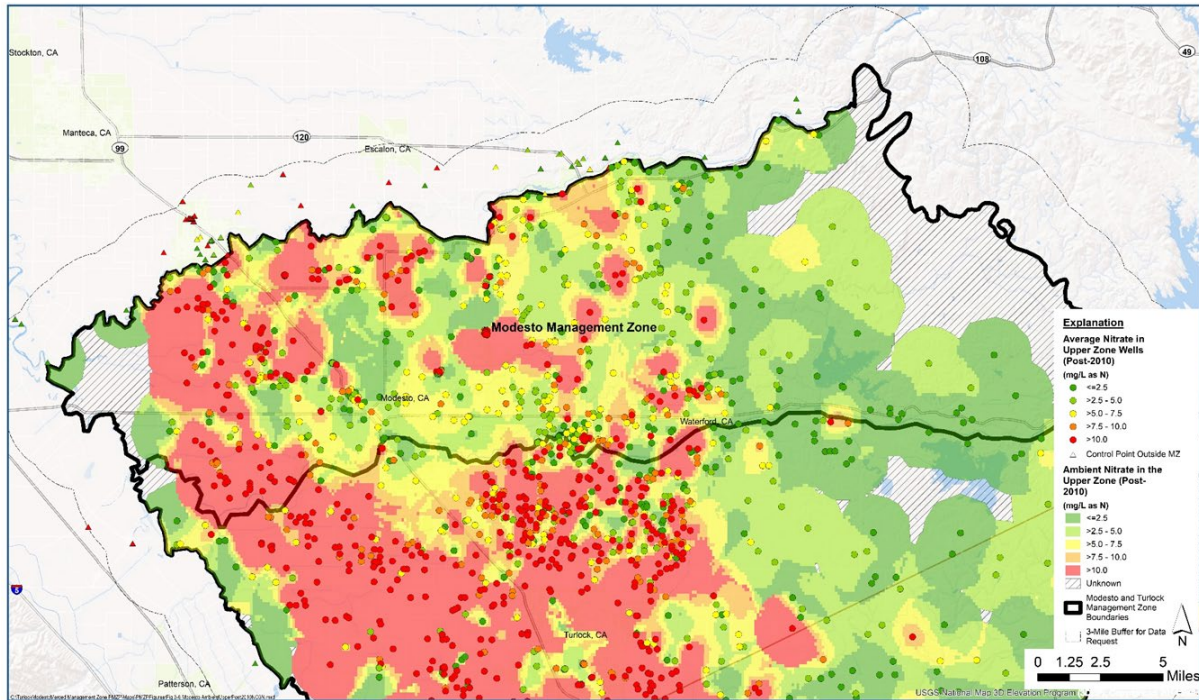 Stockton, CA
49
108
Manteca, CA
120
99
Escalon, CA
Modesto Management Zone
Modesto, CA
Waterford, CA
Turlock, CA
Patterson, CA
5
Explanation
Average Nitrate in
Upper Zone Wells
(Post-2010)
(mg/L as N)
<=2.5
>2.5 - 5.0
>5.0 - 7.5
>7.5 - 10.0
>10.0
Control Point Outside MZ
Ambient Nitrate in the
Upper Zone (Post-
2010)
(mg/L as N)
<=2.5
>2.5 - 5.0
>5.0 - 7.5
>7.5 - 10.0
>10.0
Unknown
Modesto and Turlock
Management Zone
Boundaries
3-Mile Buffer for Data
Request
N
0 1.25 2.5 5
Miles
USGS National Map 3D Elevation Program